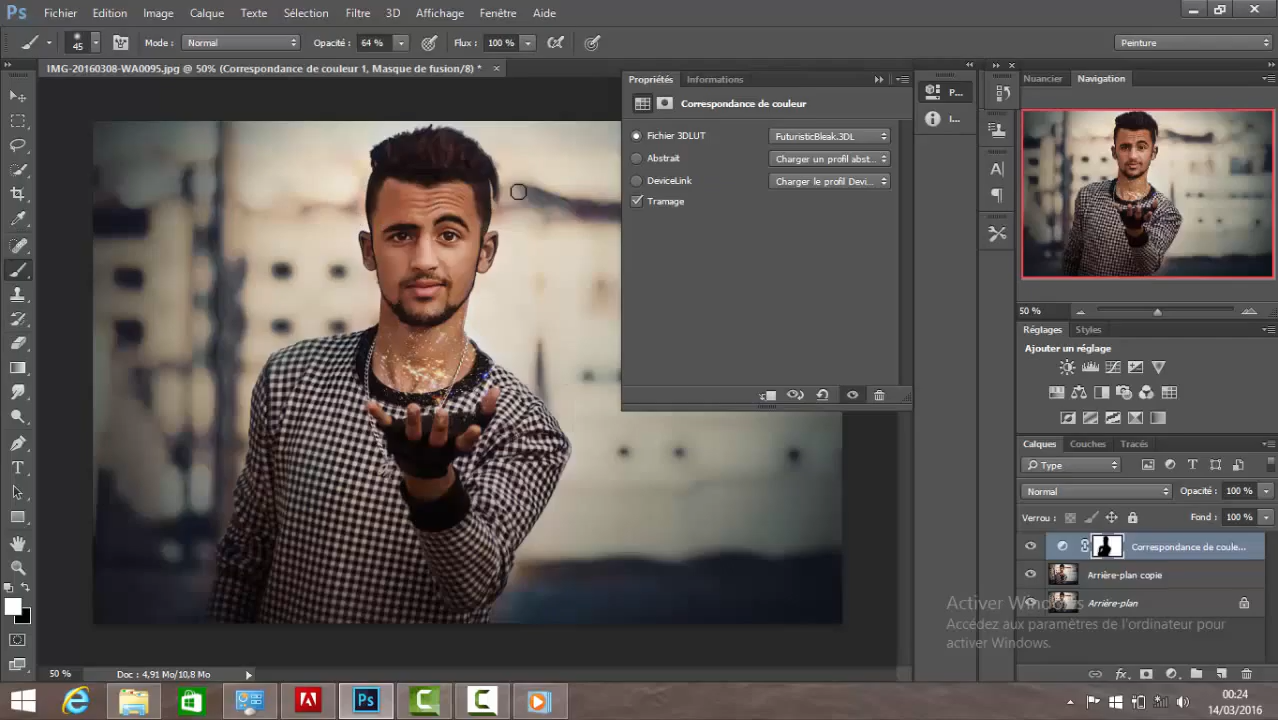 Ps Fichier Edition Image Calque Texte Sélection Filtre 3D Affichage Fenêtre Aide
45 Mode : Normal Opacité : 64 % Flux : 100 % Peinture
IMG-20160308-WA0095.jpg @ 50% (Correspondance de couleur 1, Masque de fusion/8) * ×
Propriétés Informations
Correspondance de couleur
Fichier 3DLUT FuturisticBleak.3DL
Abstrait Charger un profil abst...
DeviceLink Charger le profil Devi...
Tramage
P...
I...
Nuancier Navigation
50 %
Réglages Styles
Ajouter un réglage
Calques Couches Tracés
Type
Normal Opacité : 100 %
Verrou : Fond : 100 %
Correspondance de coule...
Arrière-plan copie
Arrière-plan
Activer Windows
Accédez aux paramètres de l'ordinateur pour
activer Windows.
50 % Doc : 4,91 Mo/10,8 Mo
Ps
00:24
14/03/2016